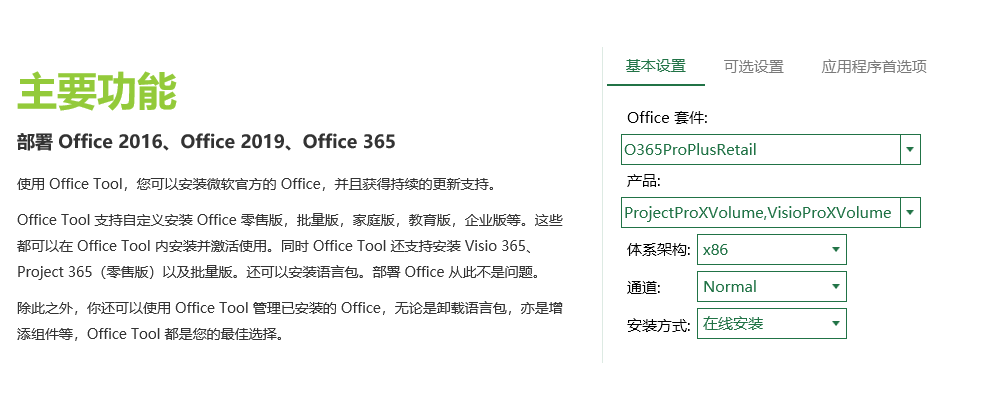 主要功能
部署 Office 2016、Office 2019、Office 365
使用 Office Tool，您可以安装微软官方的 Office，并且获得持续的更新支持。
Office Tool 支持自定义安装 Office 零售版，批量版，家庭版，教育版，企业版等。这些
都可以在 Office Tool 内安装并激活使用。同时 Office Tool 还支持安装 Visio 365、
Project 365（零售版）以及批量版。还可以安装语言包。部署 Office 从此不是问题。
除此之外，你还可以使用 Office Tool 管理已安装的 Office，无论是卸载语言包，亦是增
添组件等，Office Tool 都是您的最佳选择。
基本设置 可选设置 应用程序首选项
Office 套件:
O365ProPlusRetail
产品:
ProjectProXVolume,VisioProXVolume
体系架构: x86
通道: Normal
安装方式: 在线安装